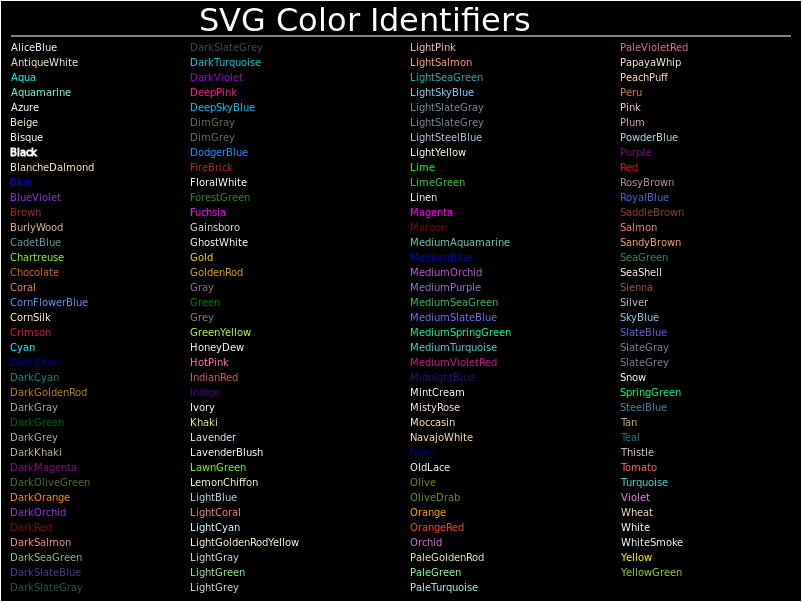 SVG Color Identifiers
AliceBlue
AntiqueWhite
Aqua
Aquamarine
Azure
Beige
Bisque
Black
BlancheDalmond
Blue
BlueViolet
Brown
BurlyWood
CadetBlue
Chartreuse
Chocolate
Coral
CornFlowerBlue
CornSilk
Crimson
Cyan
DarkBlue
DarkCyan
DarkGoldenRod
DarkGray
DarkGreen
DarkGrey
DarkKhaki
DarkMagenta
DarkOliveGreen
DarkOrange
DarkOrchid
DarkRed
DarkSalmon
DarkSeaGreen
DarkSlateBlue
DarkSlateGray
DarkSlateGrey
DarkTurquoise
DarkViolet
DeepPink
DeepSkyBlue
DimGray
DimGrey
DodgerBlue
FireBrick
FloralWhite
ForestGreen
Fuchsia
Gainsboro
GhostWhite
Gold
GoldenRod
Gray
Green
Grey
GreenYellow
HoneyDew
HotPink
IndianRed
Indigo
Ivory
Khaki
Lavender
LavenderBlush
LawnGreen
LemonChiffon
LightBlue
LightCoral
LightCyan
LightGoldenRodYellow
LightGray
LightGreen
LightGrey
LightPink
LightSalmon
LightSeaGreen
LightSkyBlue
LightSlateGray
LightSlateGrey
LightSteelBlue
LightYellow
Lime
LimeGreen
Linen
Magenta
Maroon
MediumAquamarine
MediumBlue
MediumOrchid
MediumPurple
MediumSeaGreen
MediumSlateBlue
MediumSpringGreen
MediumTurquoise
MediumVioletRed
MidnightBlue
MintCream
MistyRose
Moccasin
NavajoWhite
Navy
OldLace
Olive
OliveDrab
Orange
OrangeRed
Orchid
PaleGoldenRod
PaleGreen
PaleTurquoise
PaleVioletRed
PapayaWhip
PeachPuff
Peru
Pink
Plum
PowderBlue
Purple
Red
RosyBrown
RoyalBlue
SaddleBrown
Salmon
SandyBrown
SeaGreen
SeaShell
Sienna
Silver
SkyBlue
SlateBlue
SlateGray
SlateGrey
Snow
SpringGreen
SteelBlue
Tan
Teal
Thistle
Tomato
Turquoise
Violet
Wheat
White
WhiteSmoke
Yellow
YellowGreen